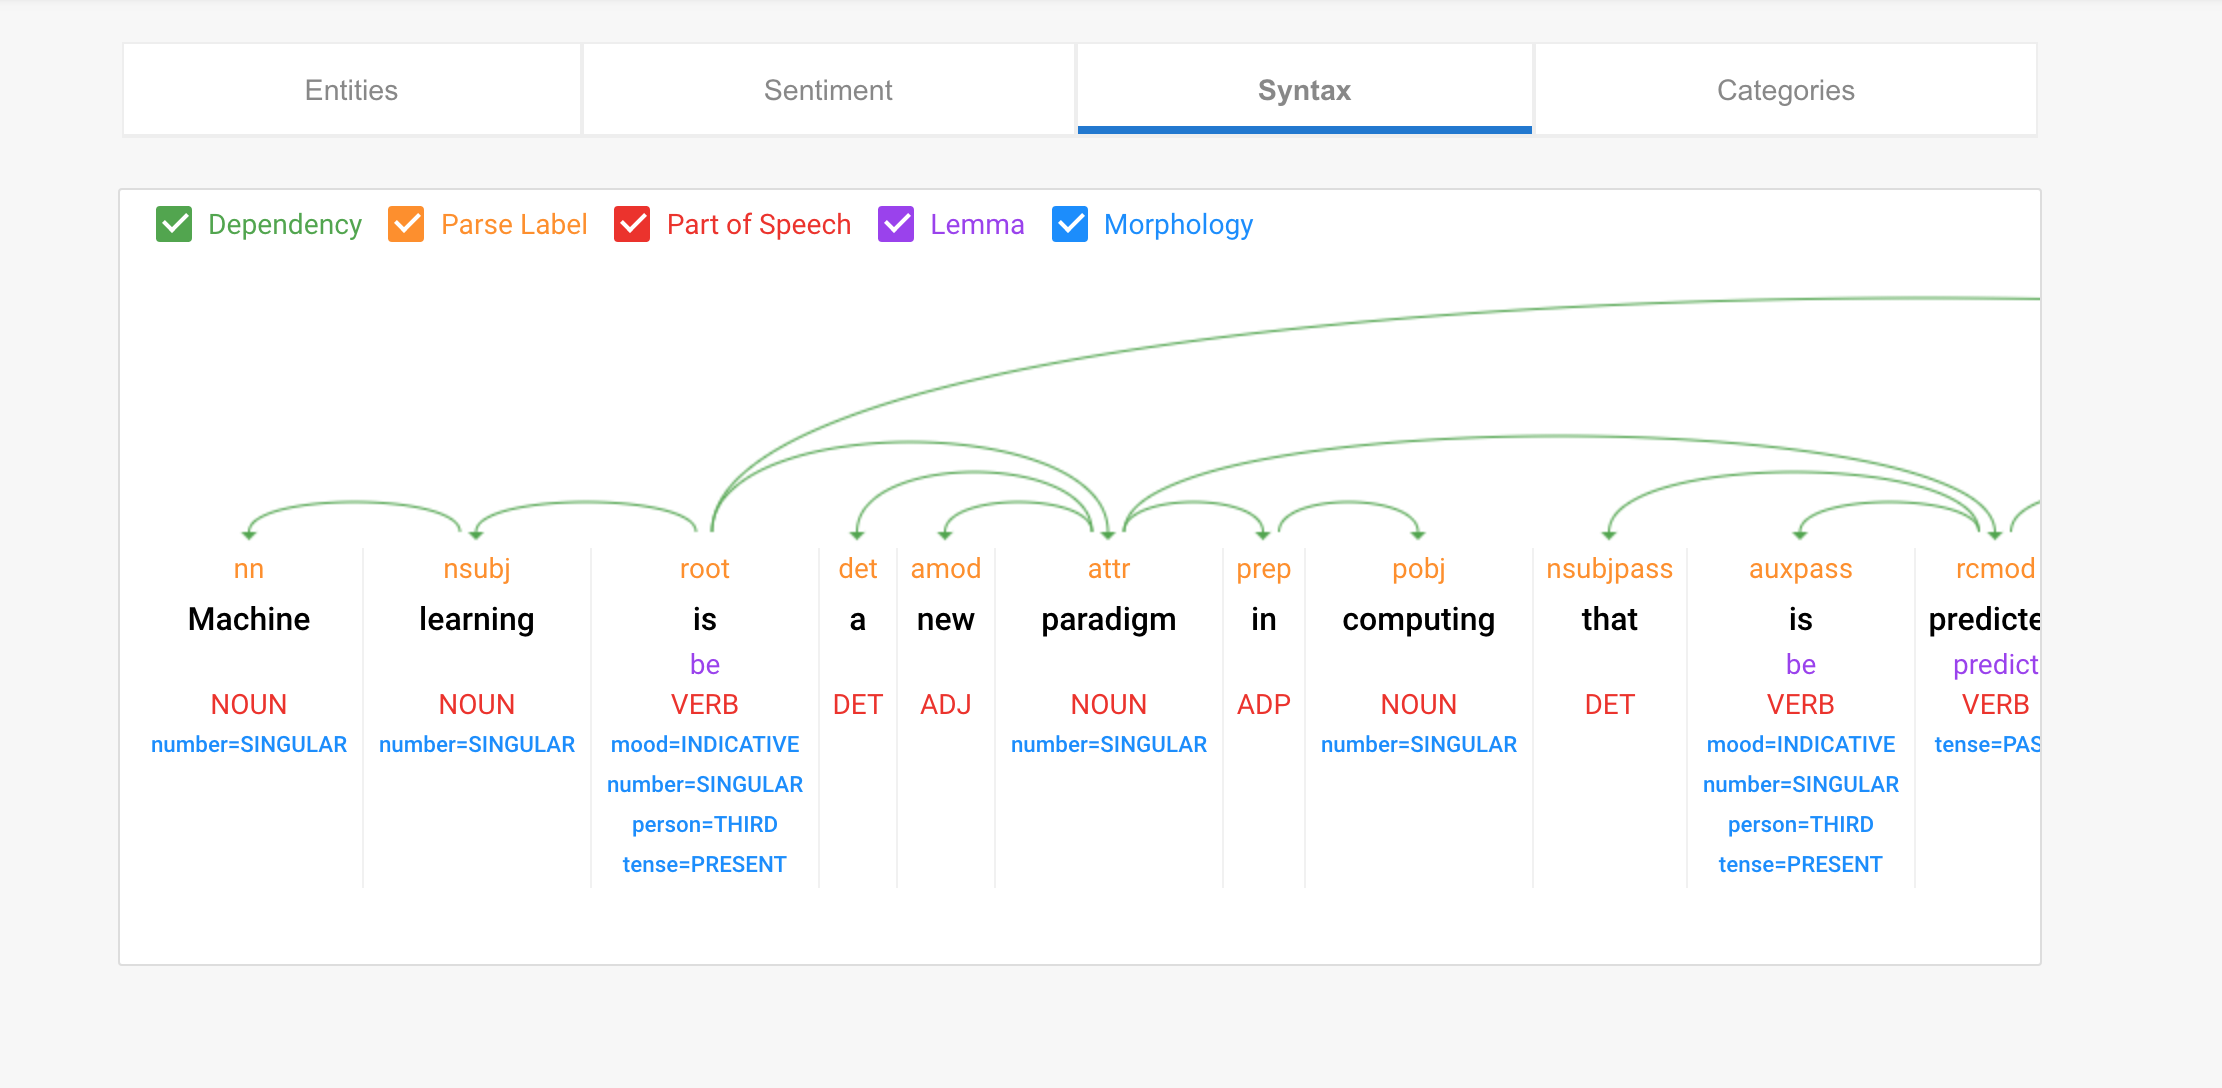 Entities Sentiment Syntax Categories
Dependency Parse Label Part of Speech Lemma Morphology
nn nsubj root det amod attr prep pobj nsubjpass auxpass rcmod
Machine learning is a new paradigm in computing that is predicte
be be predict
NOUN NOUN VERB DET ADJ NOUN ADP NOUN DET VERB VERB
number=SINGULAR number=SINGULAR mood=INDICATIVE number=SINGULAR number=SINGULAR mood=INDICATIVE tense=PAS
number=SINGULAR number=SINGULAR
person=THIRD person=THIRD
tense=PRESENT tense=PRESENT